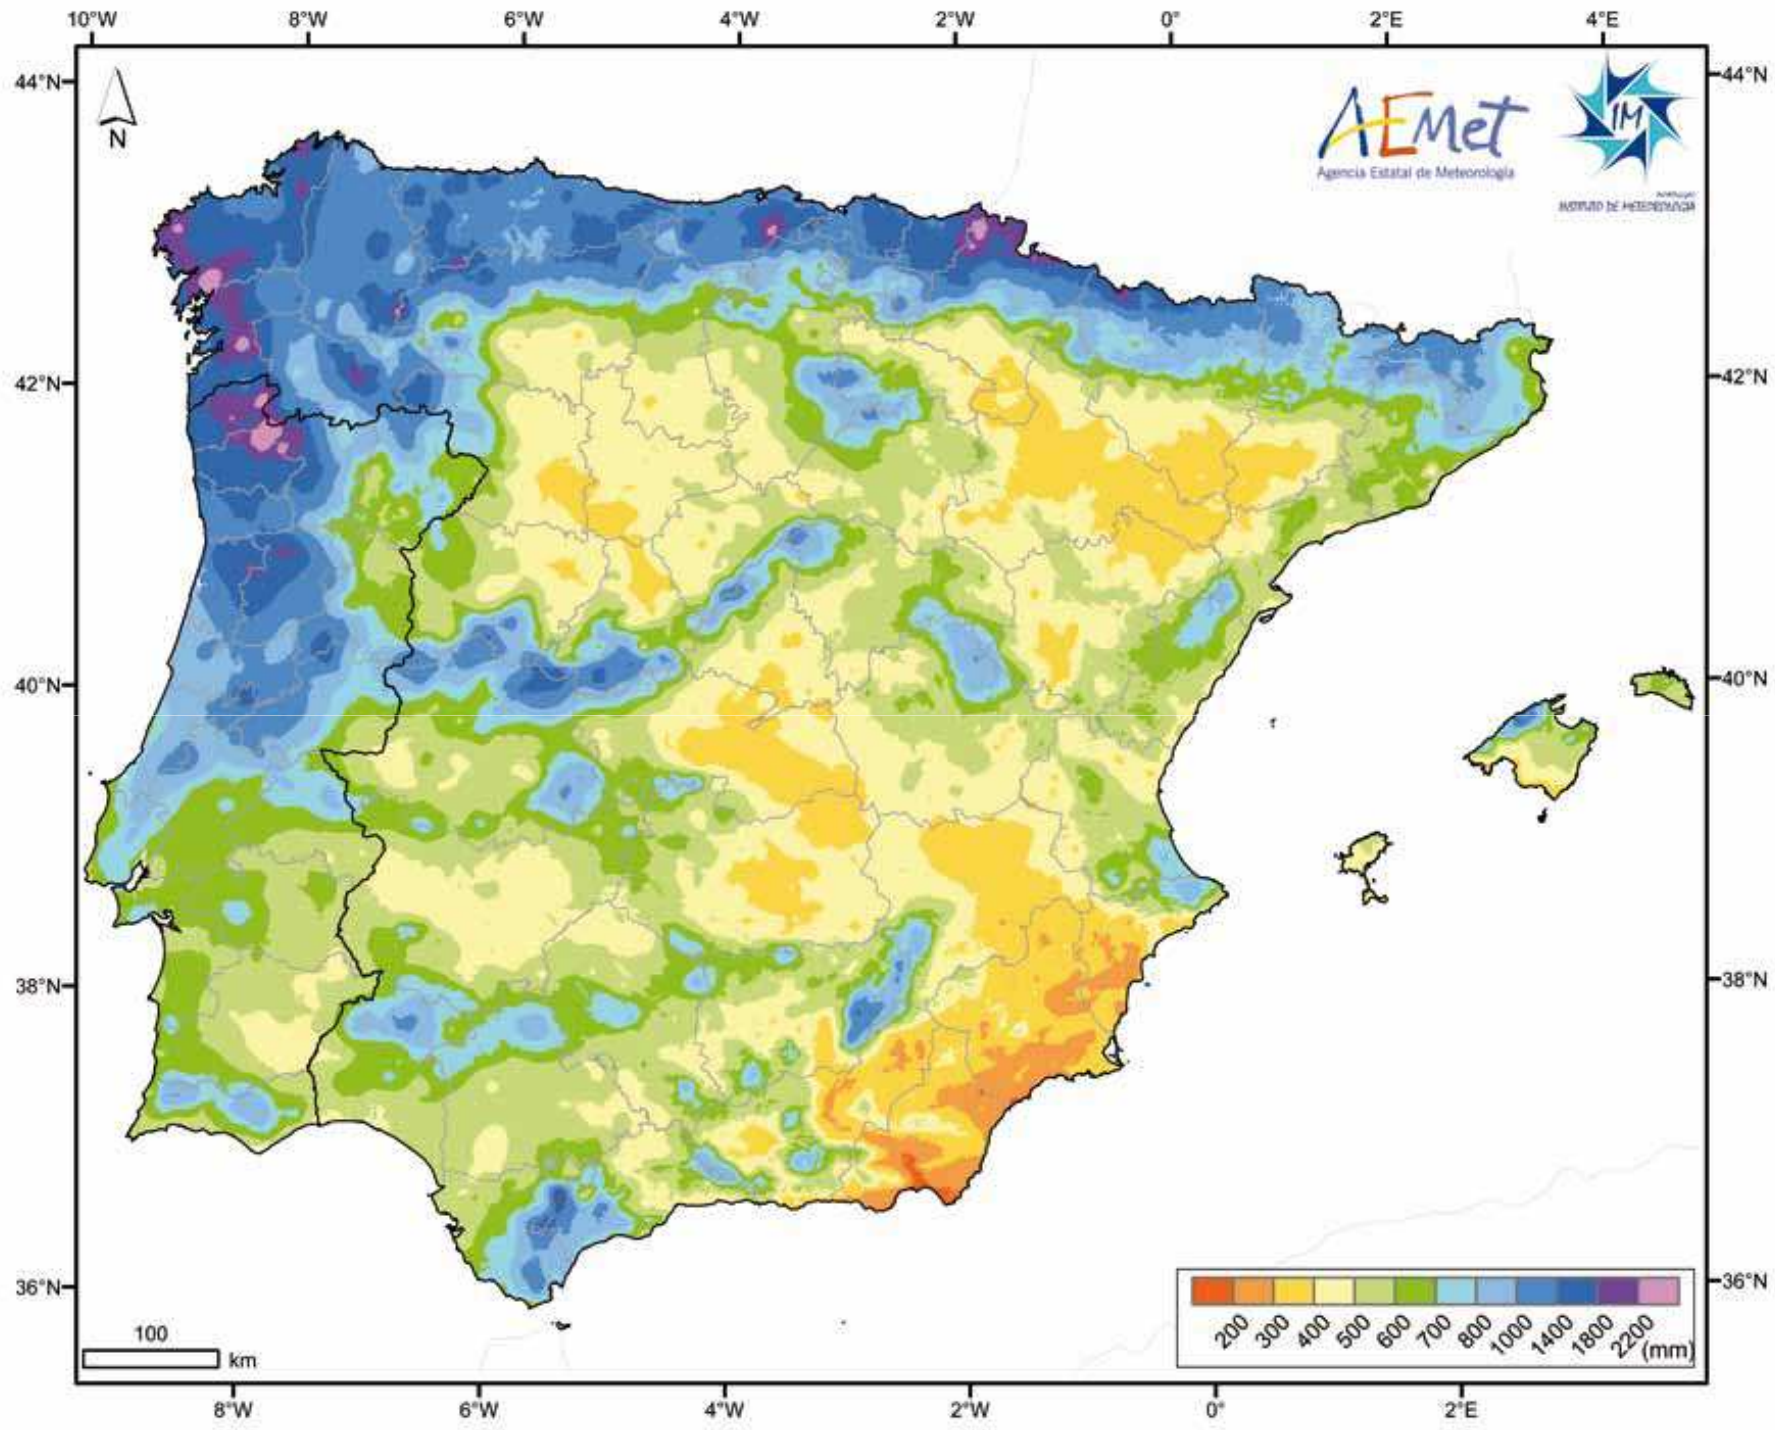 10°W 8°W 6°W 4°W 2°W 0° 2°E 4°E
44°N 44°N
N
AEMet
Agencia Estatal de Meteorología
IM
PORTUGAL
INSTITUTO DE METEOROLOGIA
42°N 42°N
40°N 40°N
38°N 38°N
36°N 36°N
200 300 400 500 600 700 800 1000 1400 1800 2200
(mm)
100
km
8°W 6°W 4°W 2°W 0° 2°E